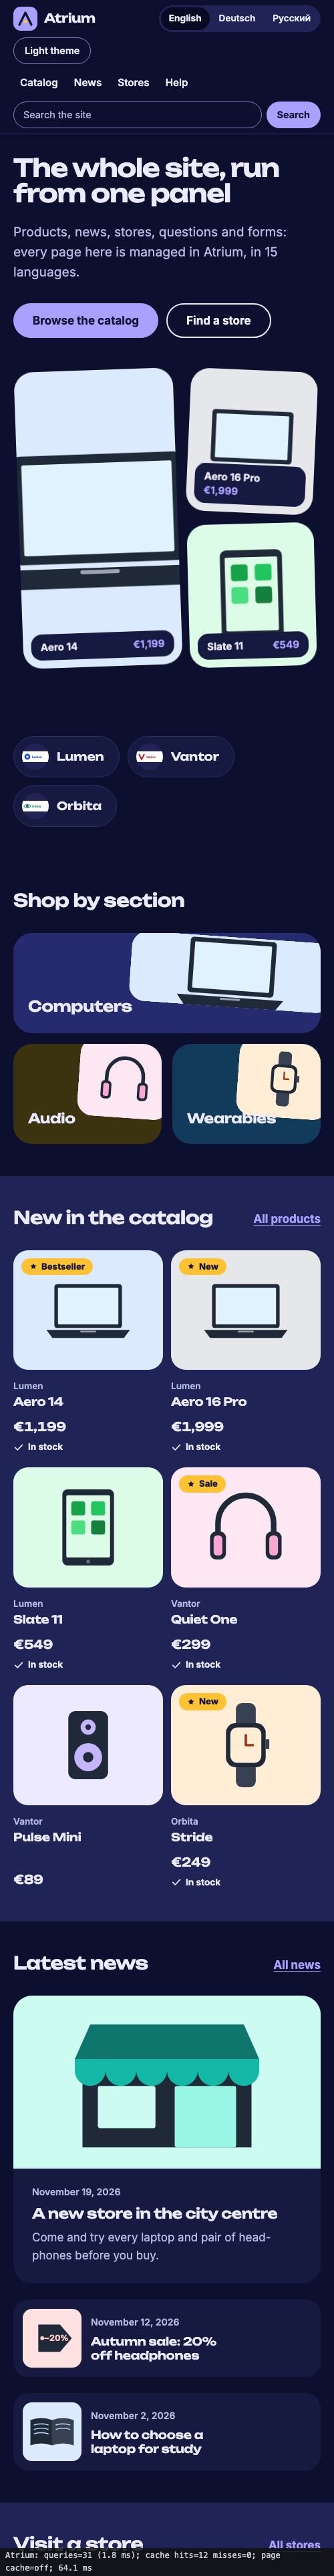 Atrium
English Deutsch Русский
Light theme
Catalog News Stores Help
Search the site Search
The whole site, run
from one panel
Products, news, stores, questions and forms:
every page here is managed in Atrium, in 15
languages.
Browse the catalog Find a store
Aero 16 Pro
€1,999
Aero 14 €1,199
Slate 11 €549
Lumen Vantor
Orbita
Shop by section
Computers
Audio Wearables
New in the catalog All products
Bestseller New
Lumen Lumen
Aero 14 Aero 16 Pro
€1,199 €1,999
In stock In stock
Sale
Lumen Vantor
Slate 11 Quiet One
€549 €299
In stock In stock
New
Vantor Orbita
Pulse Mini Stride
€89 €249
In stock
Latest news All news
November 19, 2026
A new store in the city centre
Come and try every laptop and pair of head-
phones before you buy.
-20%
November 12, 2026
Autumn sale: 20%
off headphones
November 2, 2026
How to choose a
laptop for study
Visit a store All stores
Atrium: queries=31 (1.8 ms); cache hits=12 misses=0; page
cache=off; 64.1 ms